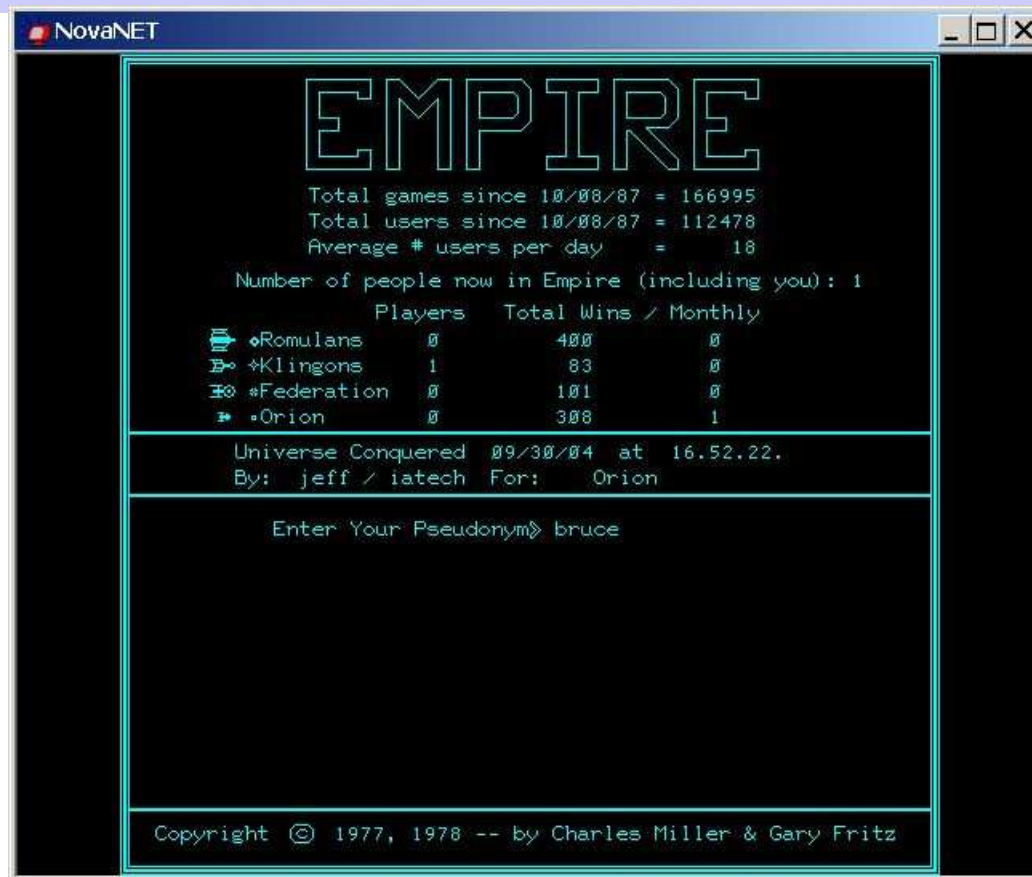 NovaNET
EMPIRE
Total games since 10/08/87 = 166995
Total users since 10/08/87 = 112478
Average # users per day = 18
Number of people now in Empire (including you): 1
Players Total Wins / Monthly
Romulans 0 400 0
Klingons 1 83 0
Federation 0 101 0
Orion 0 308 1
Universe Conquered 09/30/04 at 16.52.22.
By: jeff / iatech For: Orion
Enter Your Pseudonym> bruce
Copyright © 1977, 1978 -- by Charles Miller & Gary Fritz